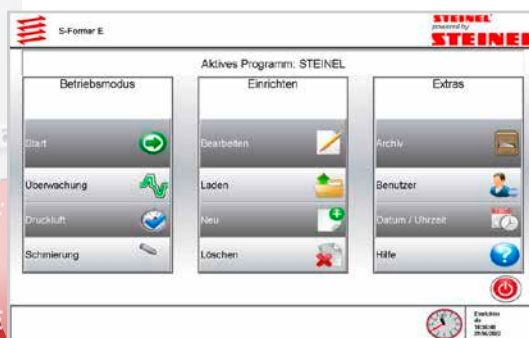 S-Former E
STEINEL
powered by
STEINEL
Aktives Programm: STEINEL
Betriebsmodus
Start
Überwachung
Druckluft
Schmierung
Einrichten
Bearbeiten
Laden
Neu
Löschen
Extras
Archiv
Benutzer
Datum / Uhrzeit
Hilfe